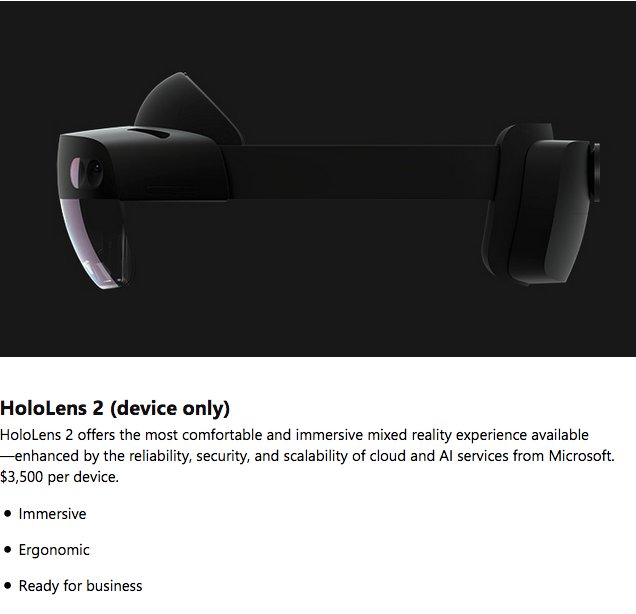 HoloLens 2 (device only)
HoloLens 2 offers the most comfortable and immersive mixed reality experience available
—enhanced by the reliability, security, and scalability of cloud and AI services from Microsoft.
$3,500 per device.
• Immersive
• Ergonomic
• Ready for business